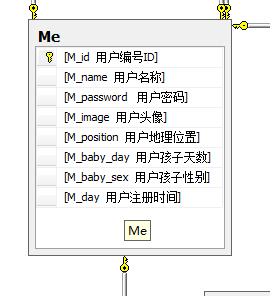 Me
[M_id 用户编号ID]
[M_name 用户名称]
[M_password 用户密码]
[M_image 用户头像]
[M_position 用户地理位置]
[M_baby_day 用户孩子天数]
[M_baby_sex 用户孩子性别]
[M_day 用户注册时间]
Me